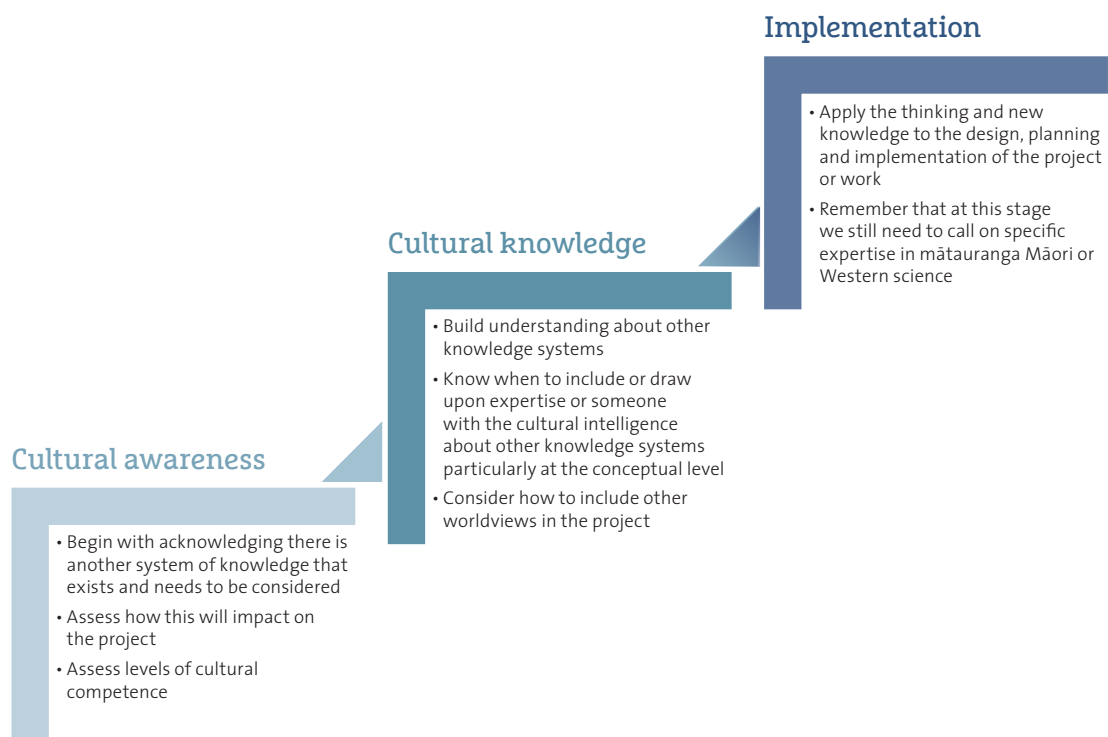 Implementation
• Apply the thinking and new
knowledge to the design, planning
and implementation of the project
or work
• Remember that at this stage
we still need to call on specific
expertise in mātauranga Māori or
Western science
Cultural knowledge
• Build understanding about other
knowledge systems
• Know when to include or draw
upon expertise or someone
with the cultural intelligence
about other knowledge systems
particularly at the conceptual level
• Consider how to include other
worldviews in the project
Cultural awareness
• Begin with acknowledging there is
another system of knowledge that
exists and needs to be considered
• Assess how this will impact on
the project
• Assess levels of cultural
competence